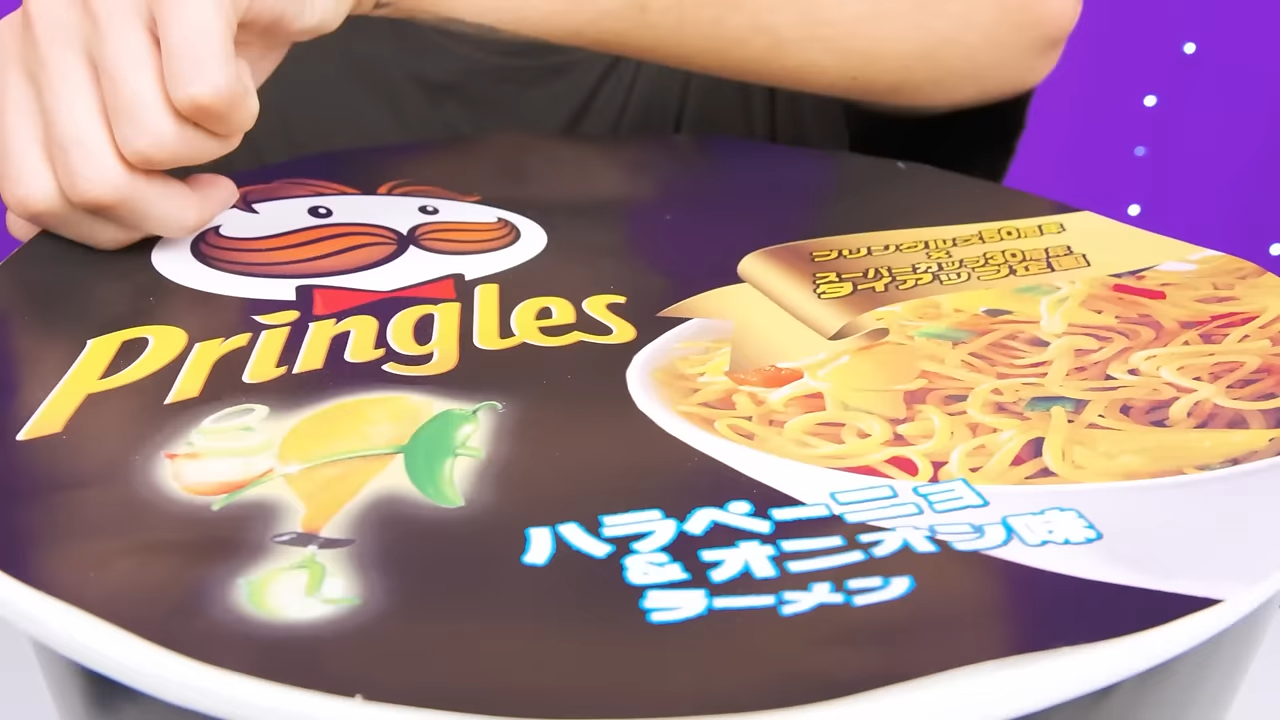 Pringles
プリングルズ50周年
×
スーパーカップ30周年
タイアップ企画
ハラペーニョ
&オニオン味
ラーメン